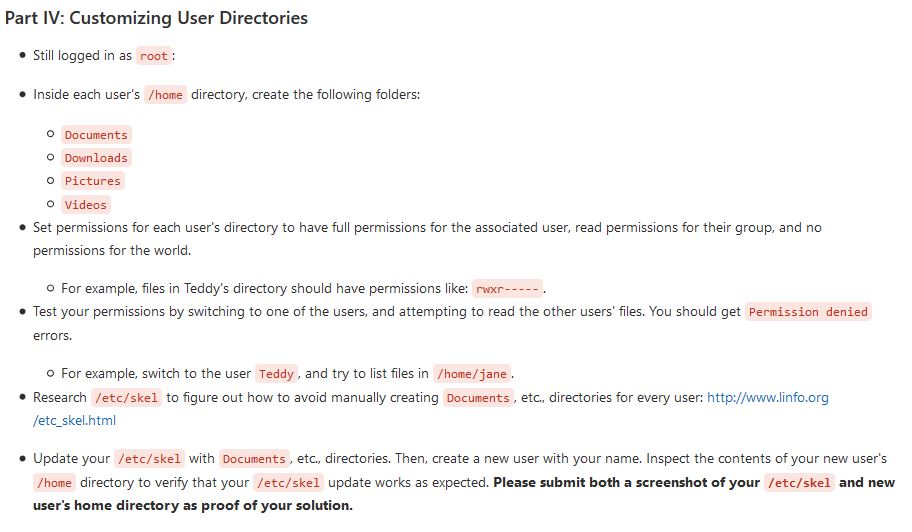 Part IV: Customizing User Directories
Still logged in as root:
Inside each user's /home directory, create the following folders:
Documents
Downloads
Pictures
Videos
Set permissions for each user's directory to have full permissions for the associated user, read permissions for their group, and no
permissions for the world.
For example, files in Teddy's directory should have permissions like: rwxr-----.
Test your permissions by switching to one of the users, and attempting to read the other users' files. You should get Permission denied
errors.
For example, switch to the user Teddy, and try to list files in /home/jane.
Research /etc/skel to figure out how to avoid manually creating Documents, etc., directories for every user: http://www.linfo.org
/etc_skel.html
Update your /etc/skel with Documents, etc., directories. Then, create a new user with your name. Inspect the contents of your new user's
/home directory to verify that your /etc/skel update works as expected. Please submit both a screenshot of your /etc/skel and new
user's home directory as proof of your solution.